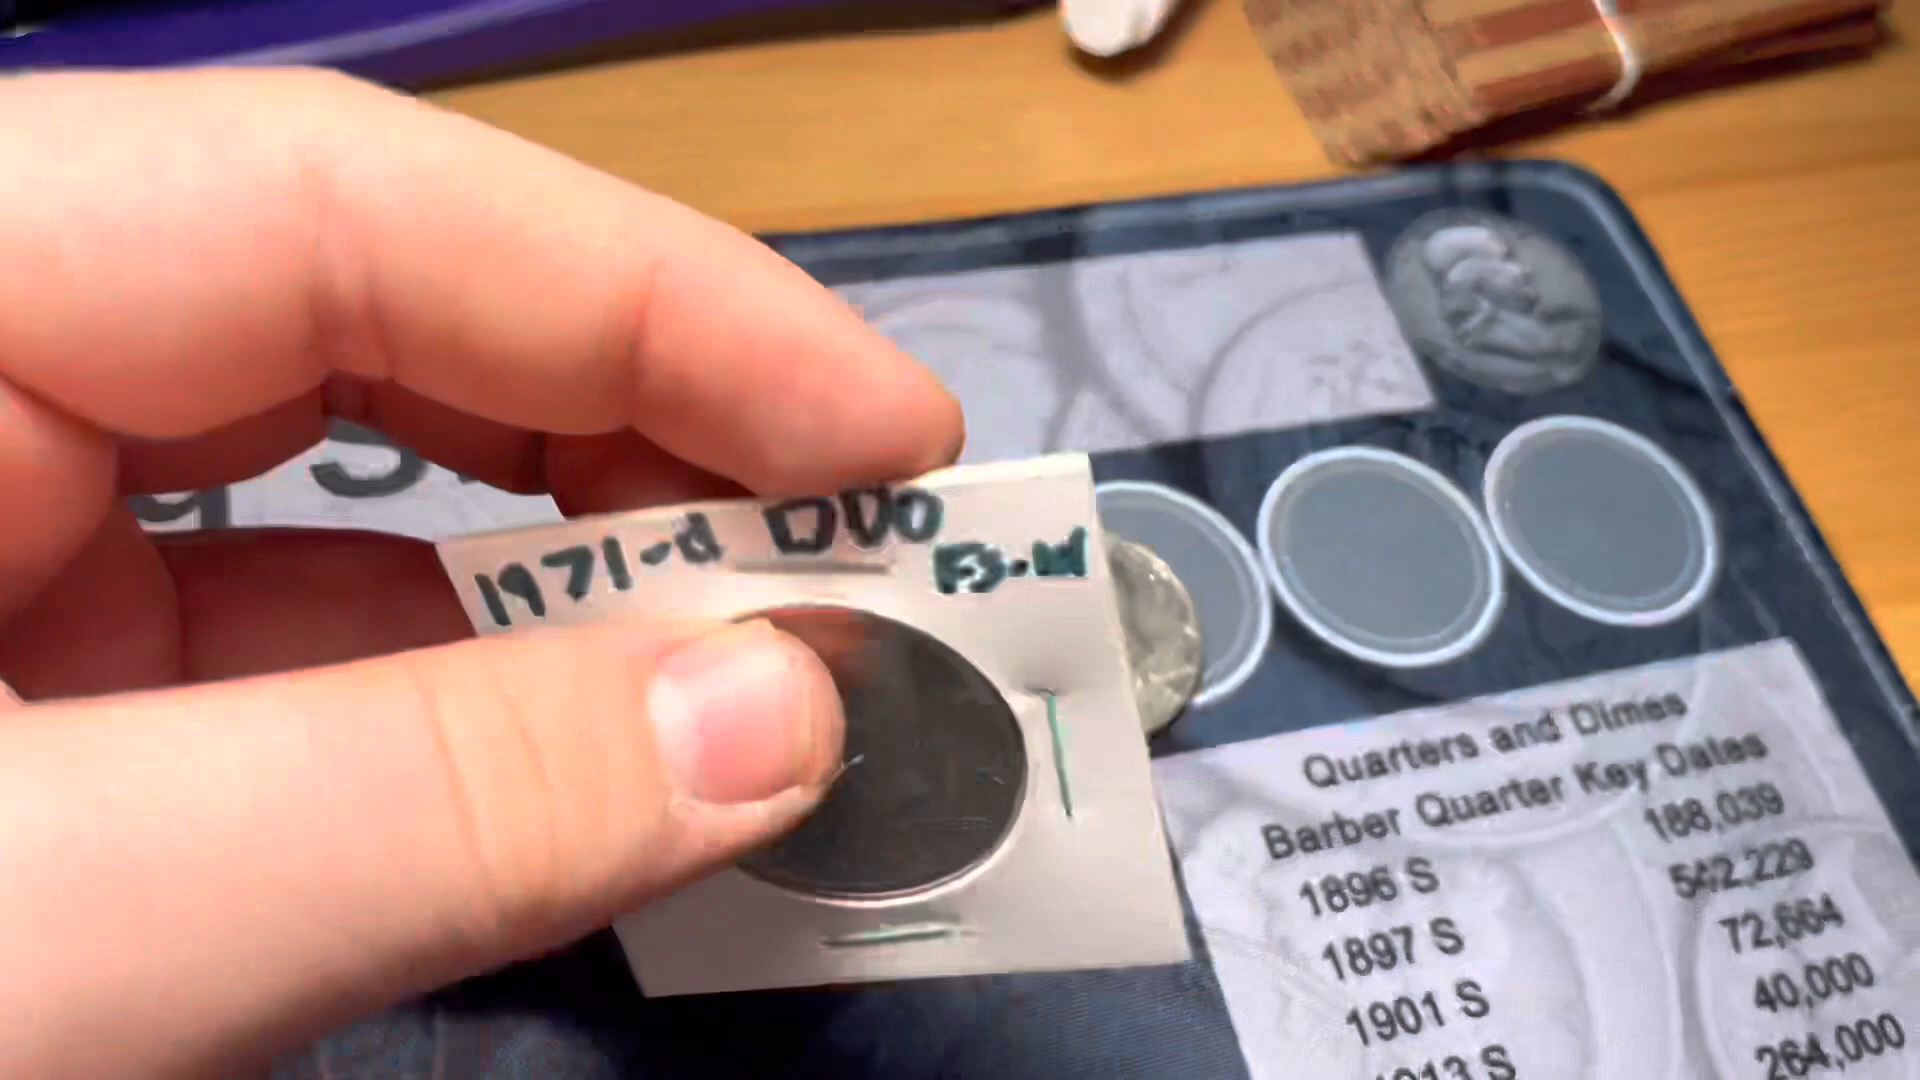 1971-d DDO
Quarters and Dimes
Barber Quarter Key Dates
1896 S 188,039
1897 S 542,229
1901 S 72,664
1913 S 40,000
264,000